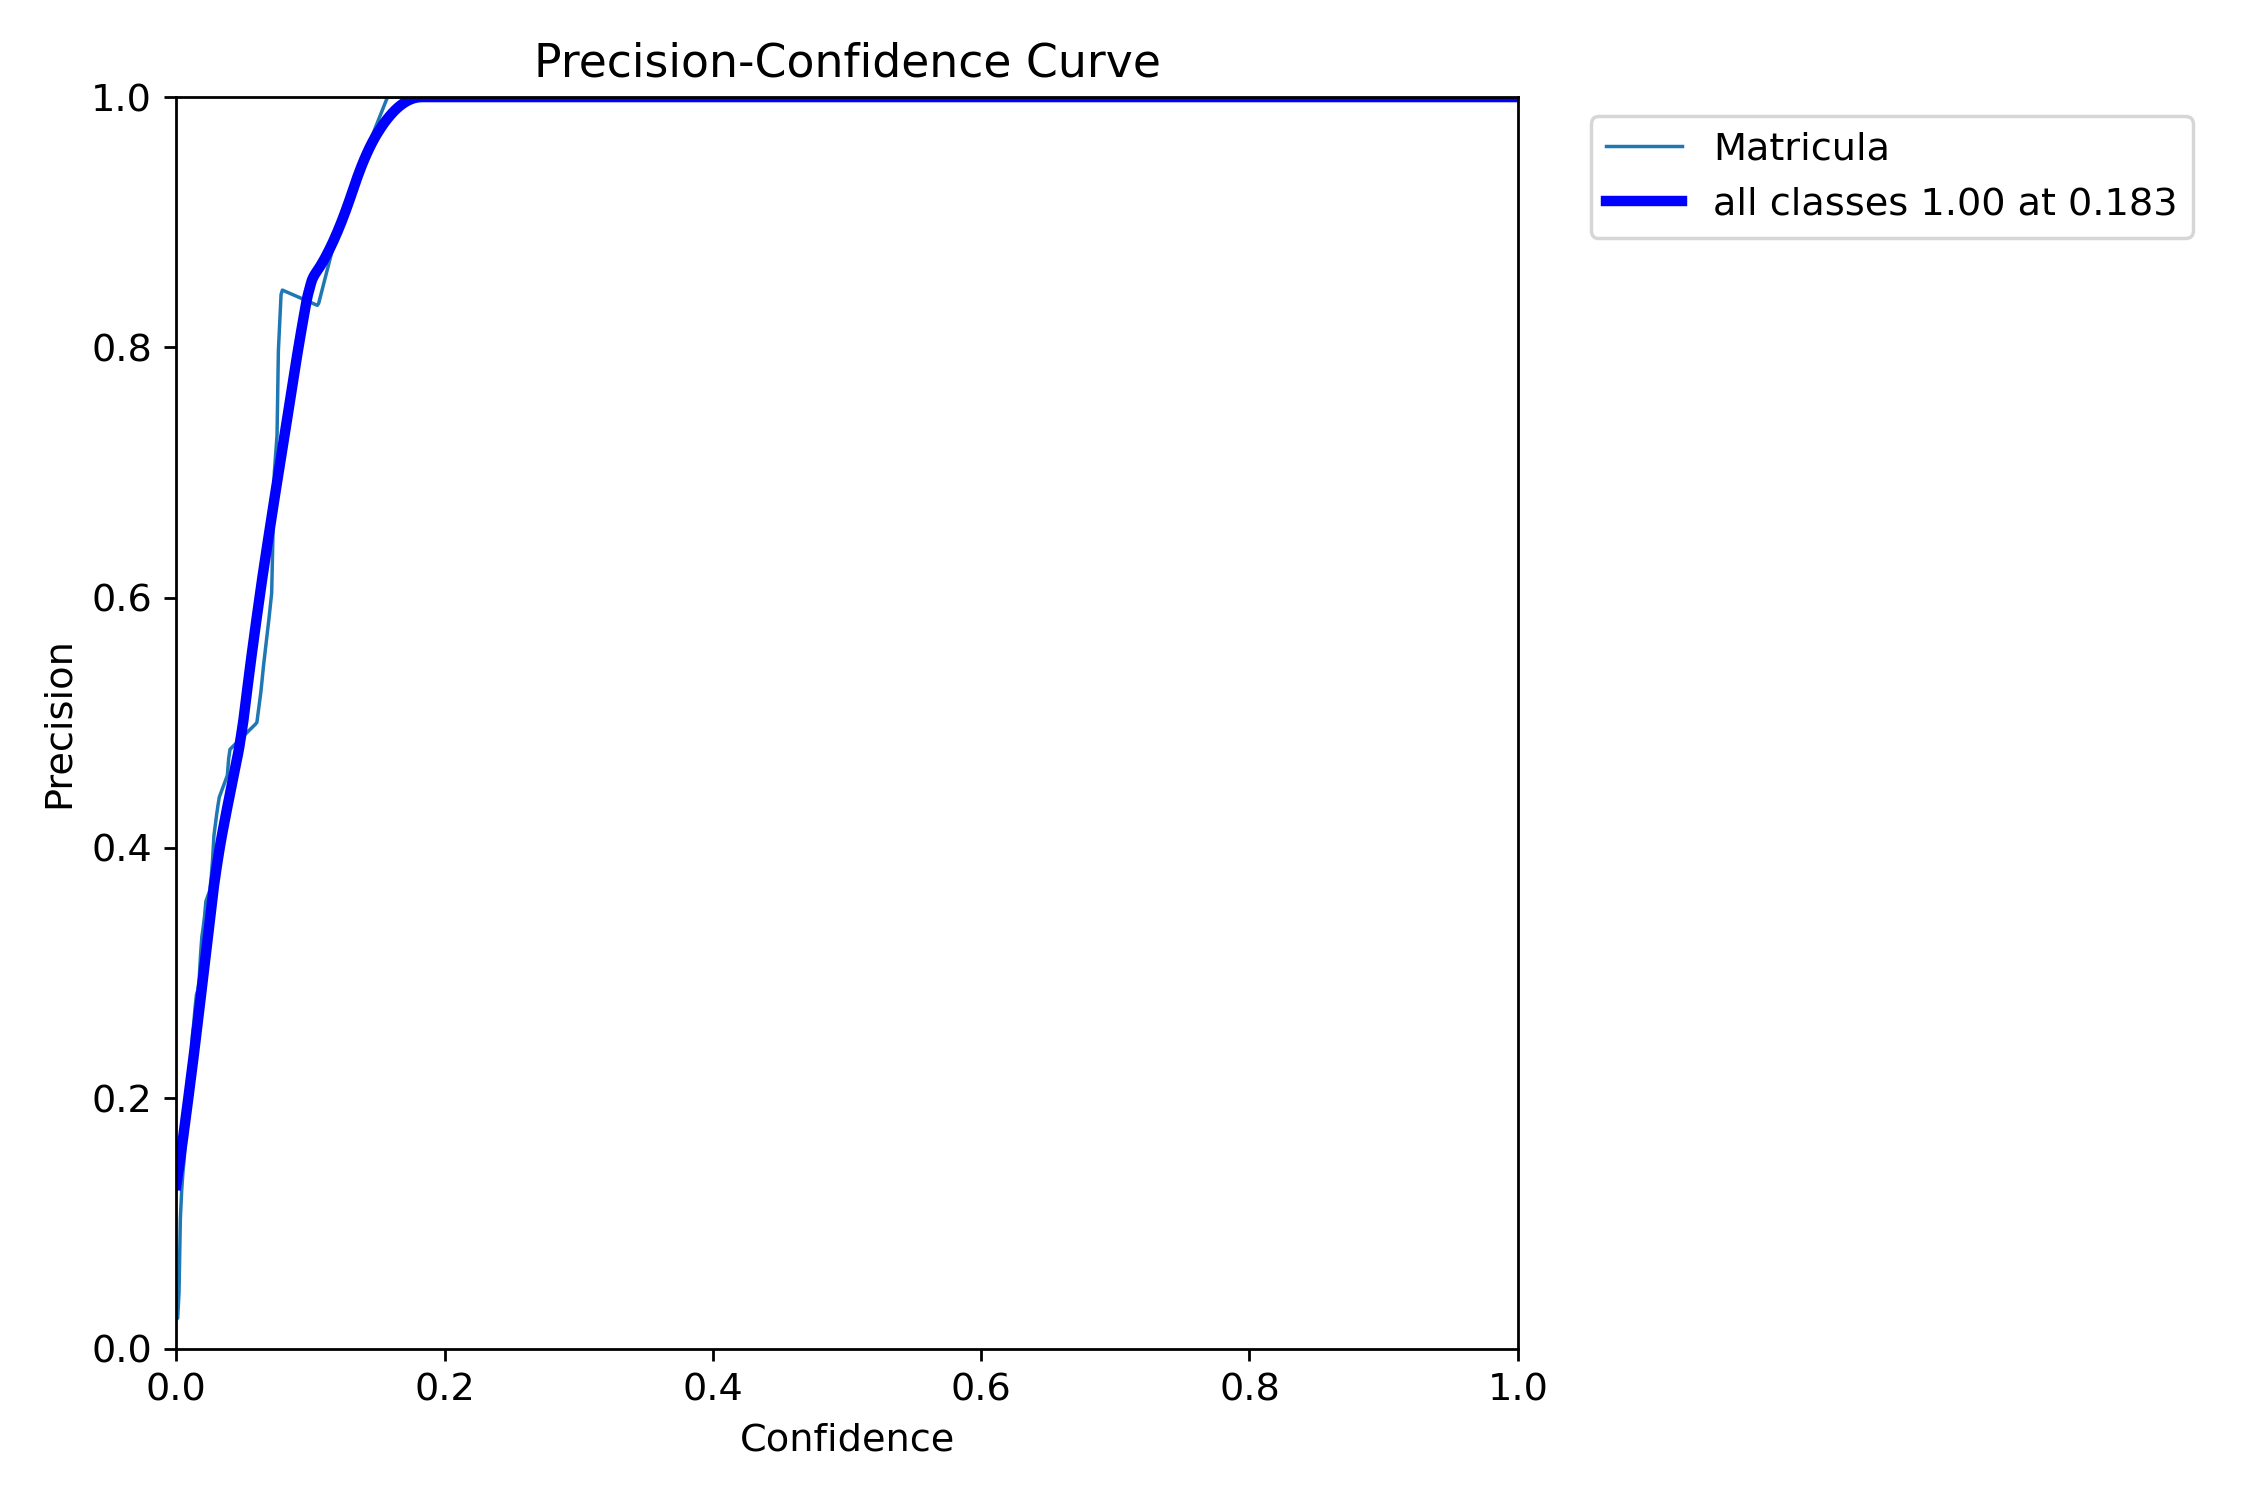 Precision-Confidence Curve
1.0
0.8
0.6
0.4
0.2
0.0
Precision
0.0 0.2 0.4 0.6 0.8 1.0
Confidence
Matricula
all classes 1.00 at 0.183